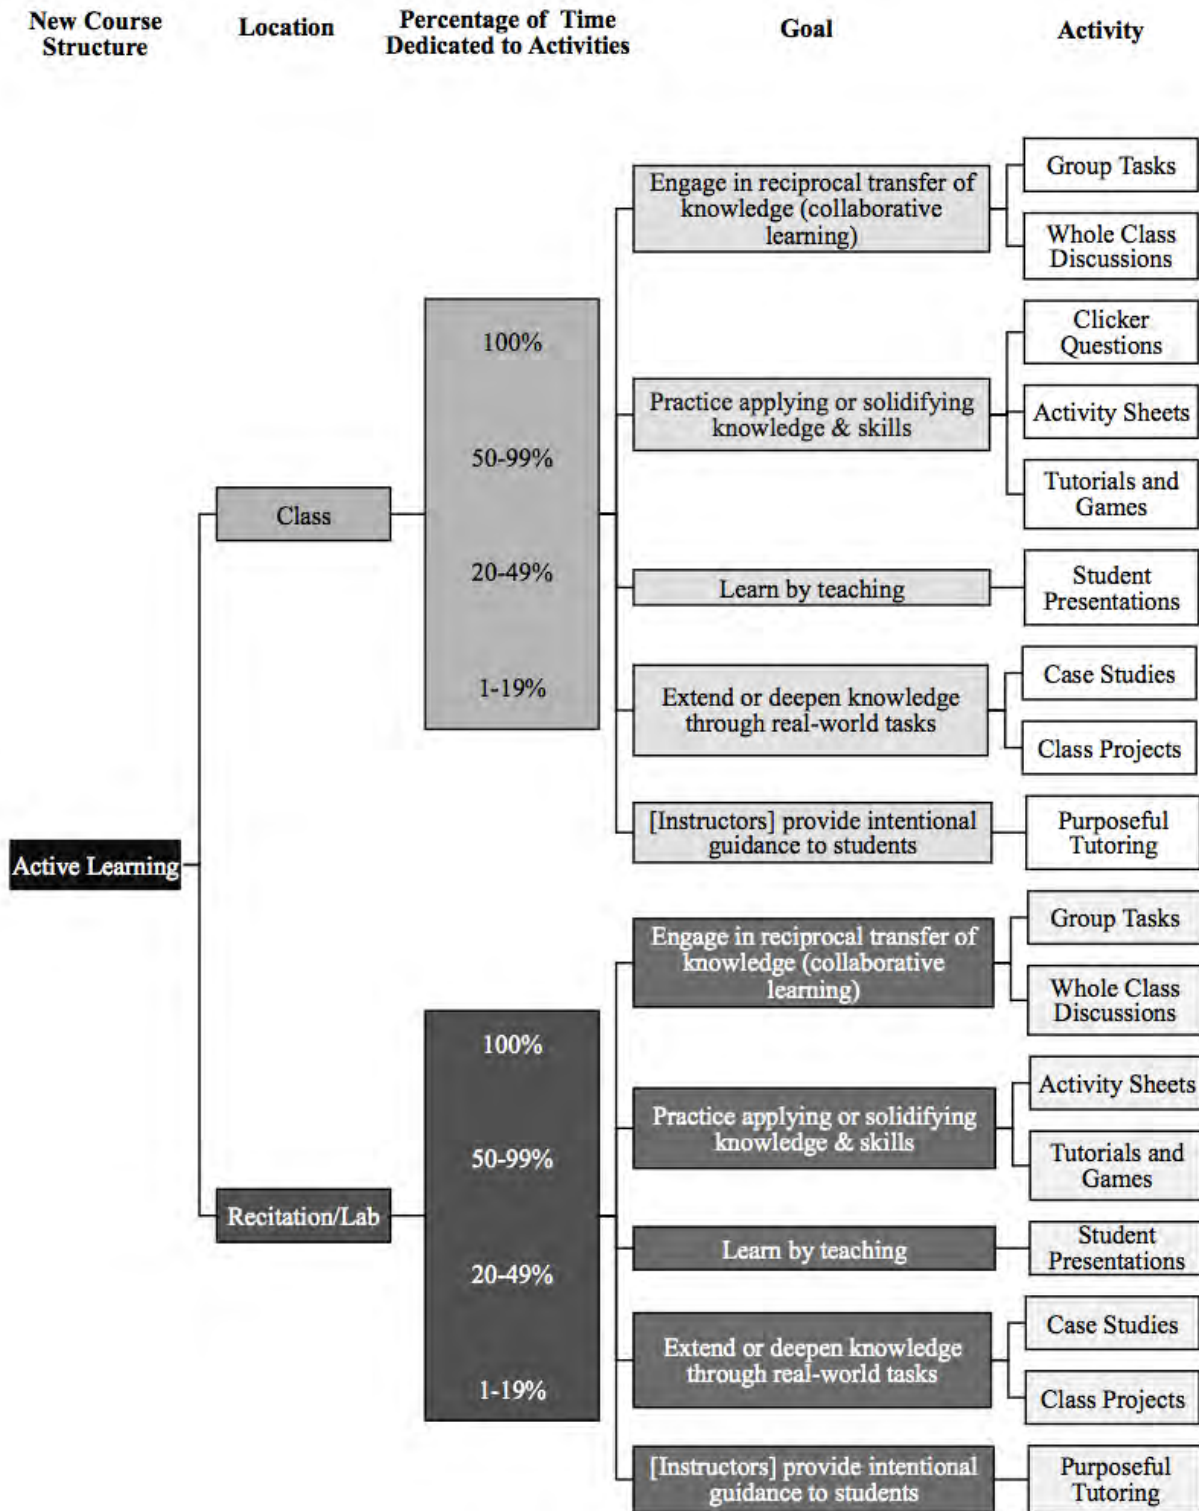 New Course
Structure
Location
Percentage of Time
Dedicated to Activities
Goal
Activity
Active Learning
Class
100%
50-99%
20-49%
1-19%
Engage in reciprocal transfer of
knowledge (collaborative
learning)
Group Tasks
Whole Class
Discussions
Practice applying or solidifying
knowledge & skills
Clicker
Questions
Activity Sheets
Tutorials and
Games
Learn by teaching
Student
Presentations
Extend or deepen knowledge
through real-world tasks
Case Studies
Class Projects
[Instructors] provide intentional
guidance to students
Purposeful
Tutoring
Recitation/Lab
100%
50-99%
20-49%
1-19%
Engage in reciprocal transfer of
knowledge (collaborative
learning)
Group Tasks
Whole Class
Discussions
Practice applying or solidifying
knowledge & skills
Activity Sheets
Tutorials and
Games
Learn by teaching
Student
Presentations
Extend or deepen knowledge
through real-world tasks
Case Studies
Class Projects
[Instructors] provide intentional
guidance to students
Purposeful
Tutoring